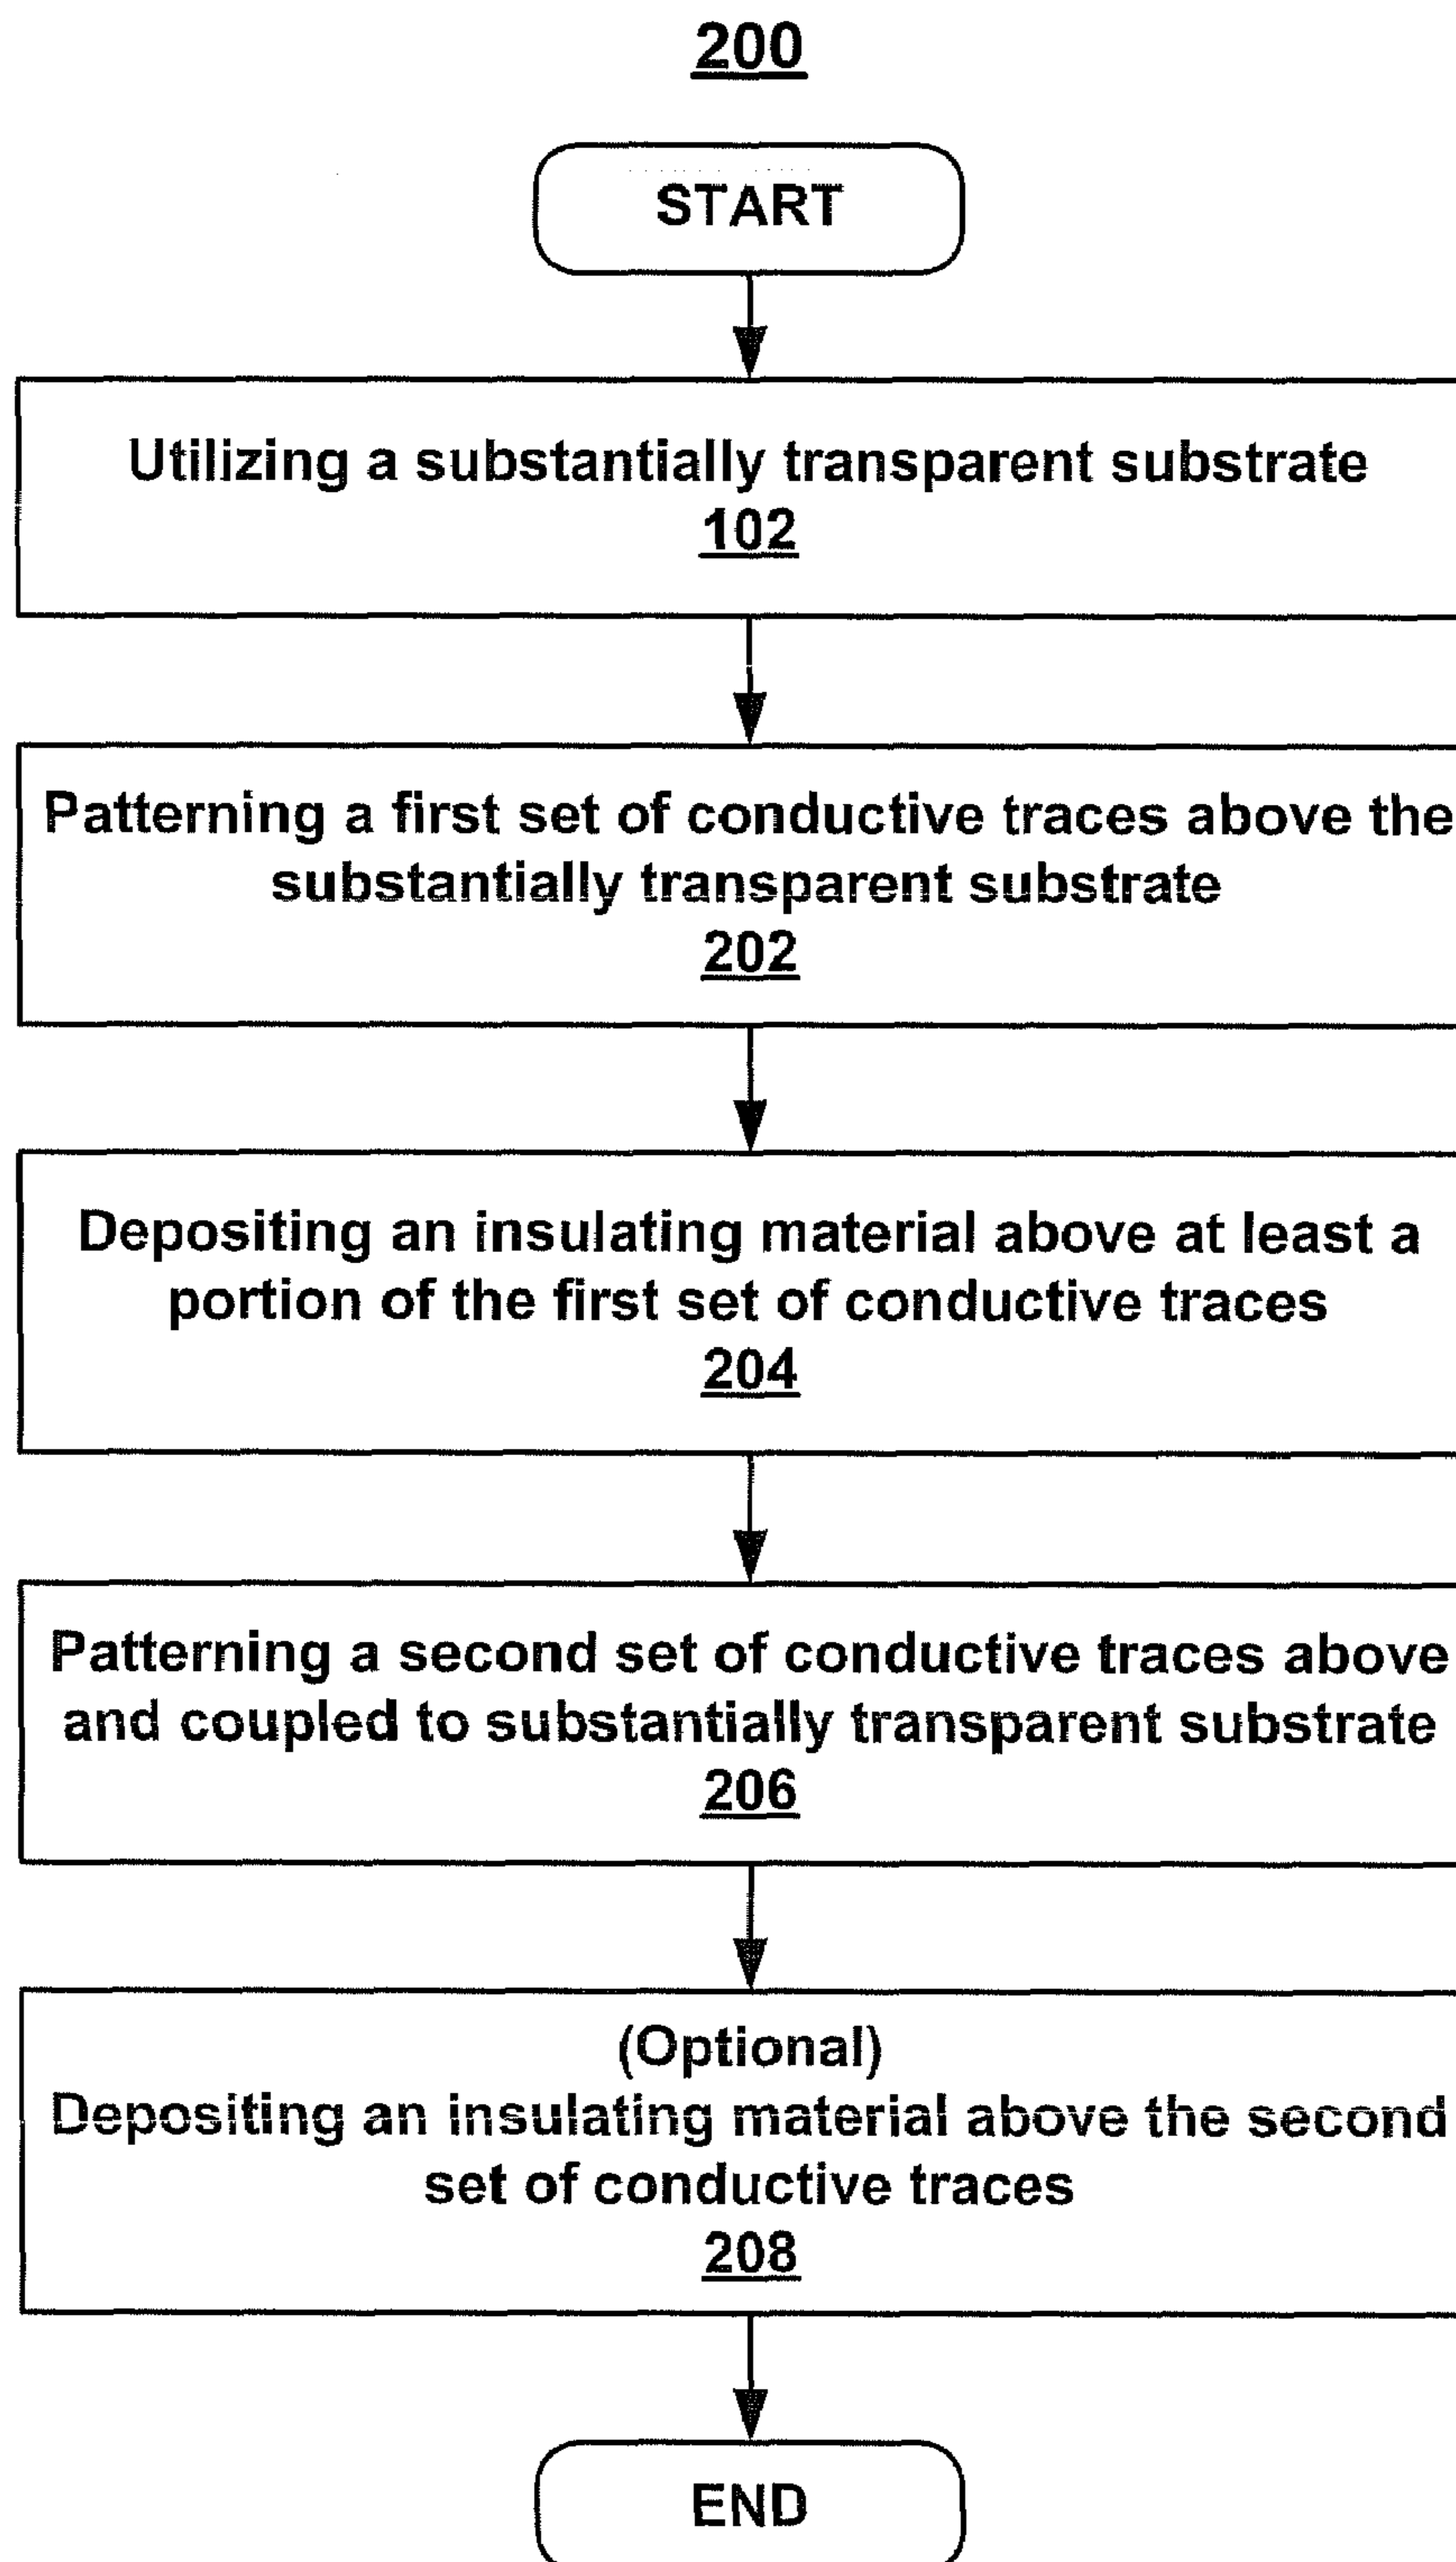 200
START
Utilizing a substantially transparent substrate
102
Patterning a first set of conductive traces above the
substantially transparent substrate
202
Depositing an insulating material above at least a
portion of the first set of conductive traces
204
Patterning a second set of conductive traces above
and coupled to substantially transparent substrate
206
(Optional)
Depositing an insulating material above the second
set of conductive traces
208
END